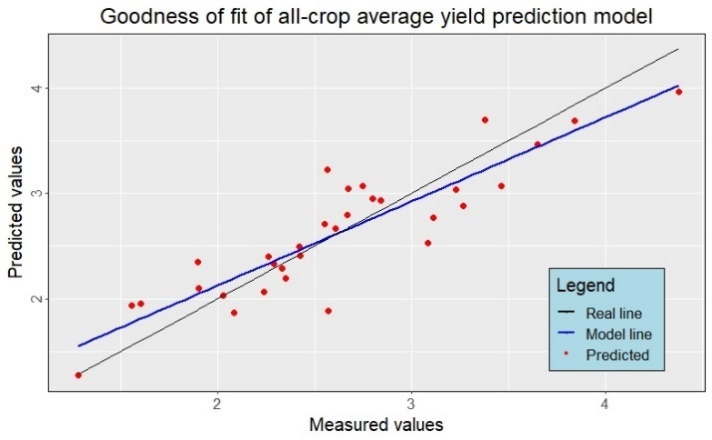 Goodness of fit of all-crop average yield prediction model
Predicted values
4
3
2
Legend
Real line
Model line
Predicted
2
3
4
Measured values